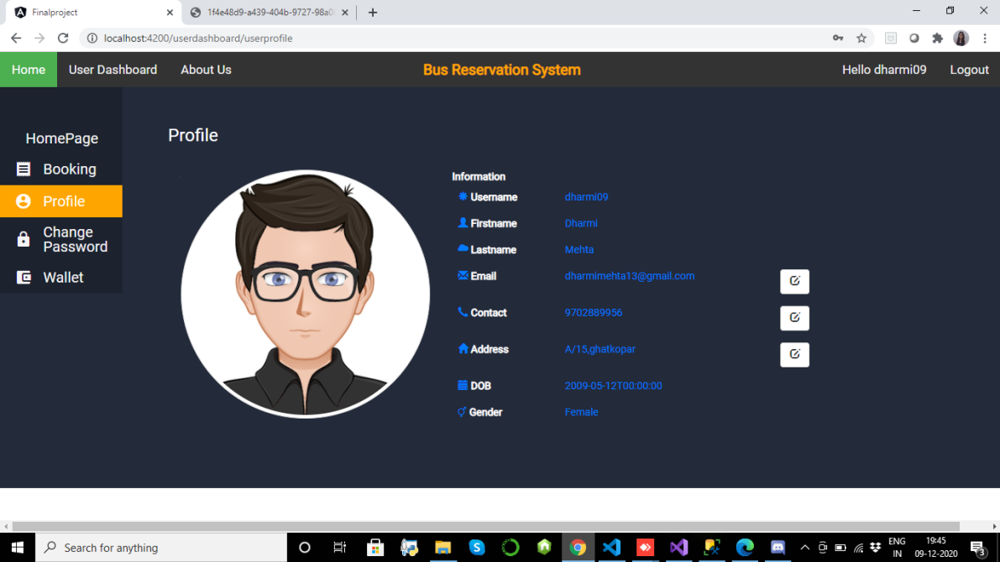 Finalproject
1f4e48d9-a439-404b-9727-98a0
localhost:4200/userdashboard/userprofile
Home User Dashboard About Us Bus Reservation System Hello dharmi09 Logout
HomePage
Booking
Profile
Change
Password
Wallet
Profile
Information
Username dharmi09
Firstname Dharmi
Lastname Mehta
Email dharmimehta13@gmail.com
Contact 9702889956
Address A/15,ghatkopar
DOB 2009-05-12T00:00:00
Gender Female
Search for anything
ENG
IN
19:45
09-12-2020
3